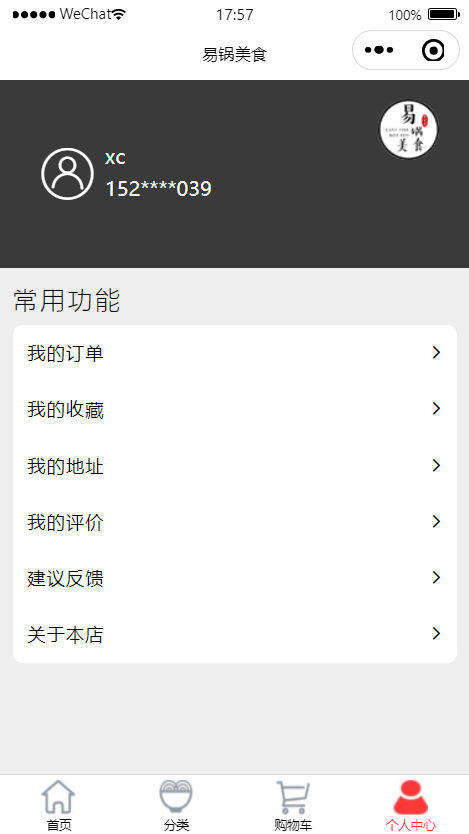 WeChat
17:57
100%
易锅美食
易
锅
美食
xc
152****039
常用功能
我的订单
我的收藏
我的地址
我的评价
建议反馈
关于本店
首页
分类
购物车
个人中心